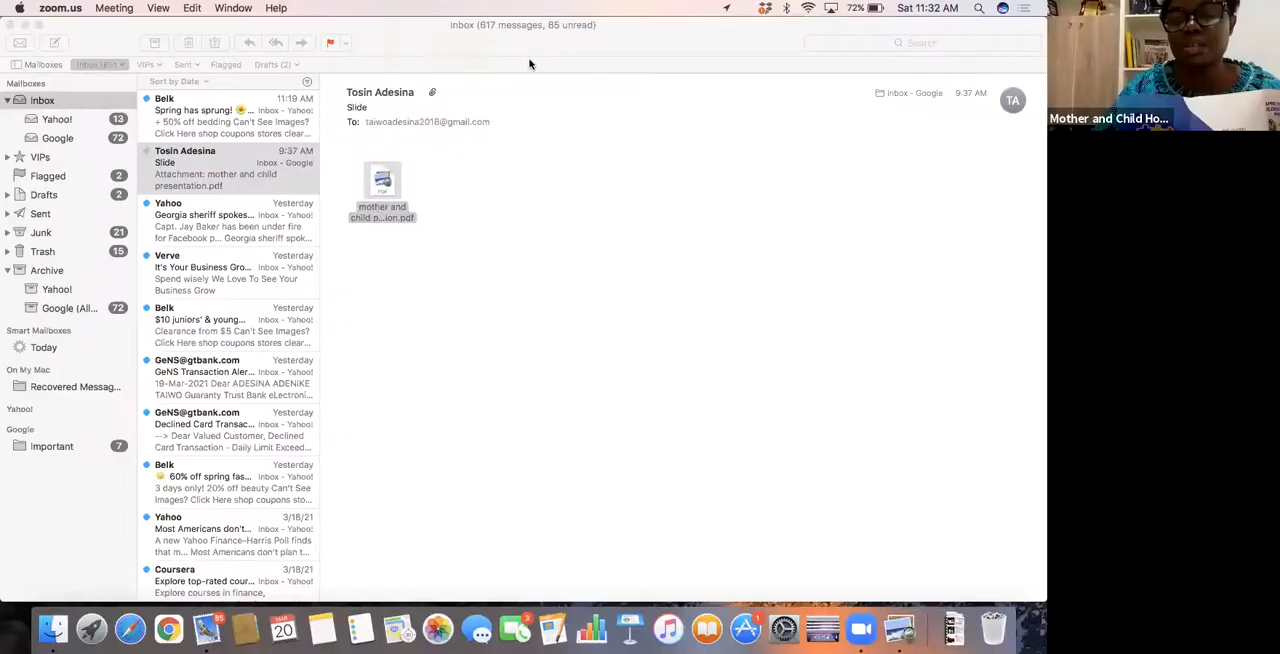 zoom.us Meeting View Edit Window Help
72% Sat 11:32 AM
Inbox (617 messages, 85 unread)
Search
Mailboxes Inbox (85) VIPs Sent Flagged Drafts (2)
Mailboxes
Inbox
Yahoo! 13
Google 72
VIPs
Flagged 2
Drafts 2
Sent
Junk 21
Trash 15
Archive
Yahoo!
Google (All... 72
Smart Mailboxes
Today
On My Mac
Recovered Messag...
Yahoo!
Google
Important 7
Sort by Date
Belk 11:19 AM
Spring has sprung! Inbox - Yahoo!
+ 50% off bedding Can't See Images?
Click Here shop coupons stores clear...
Tosin Adesina 9:37 AM
Slide Inbox - Google
Attachment: mother and child
presentation.pdf
Yahoo Yesterday
Georgia sheriff spokes... Inbox - Yahoo!
Capt. Jay Baker has been under fire
for Facebook p... Georgia sheriff spok...
Verve Yesterday
It's Your Business Gro... Inbox - Yahoo!
Spend wisely We Love To See Your
Business Grow
Belk Yesterday
$10 juniors' & young... Inbox - Yahoo!
Clearance from $5 Can't See Images?
Click Here shop coupons stores clear...
GeNS@gtbank.com Yesterday
GeNS Transaction Aler... Inbox - Yahoo!
19-Mar-2021 Dear ADESINA ADENIKE
TAIWO Guaranty Trust Bank eLectroni...
GeNS@gtbank.com Yesterday
Declined Card Transac... Inbox - Yahoo!
--> Dear Valued Customer, Declined
Card Transaction - Daily Limit Exceed...
Belk Yesterday
60% off spring fas... Inbox - Yahoo!
3 days only! 20% off beauty Can't See
Images? Click Here shop coupons sto...
Yahoo 3/18/21
Most Americans don't... Inbox - Yahoo!
A new Yahoo Finance-Harris Poll finds
that m... Most Americans don't plan t...
Coursera 3/18/21
Explore top-rated cour... Inbox - Yahoo!
Explore courses in finance,
Tosin Adesina
Inbox - Google 9:37 AM
TA
Slide
To: taiwoadesina2018@gmail.com
PDF
mother and
child p...ion.pdf
Mother and Child Ho...
85
MAR
20
3
1